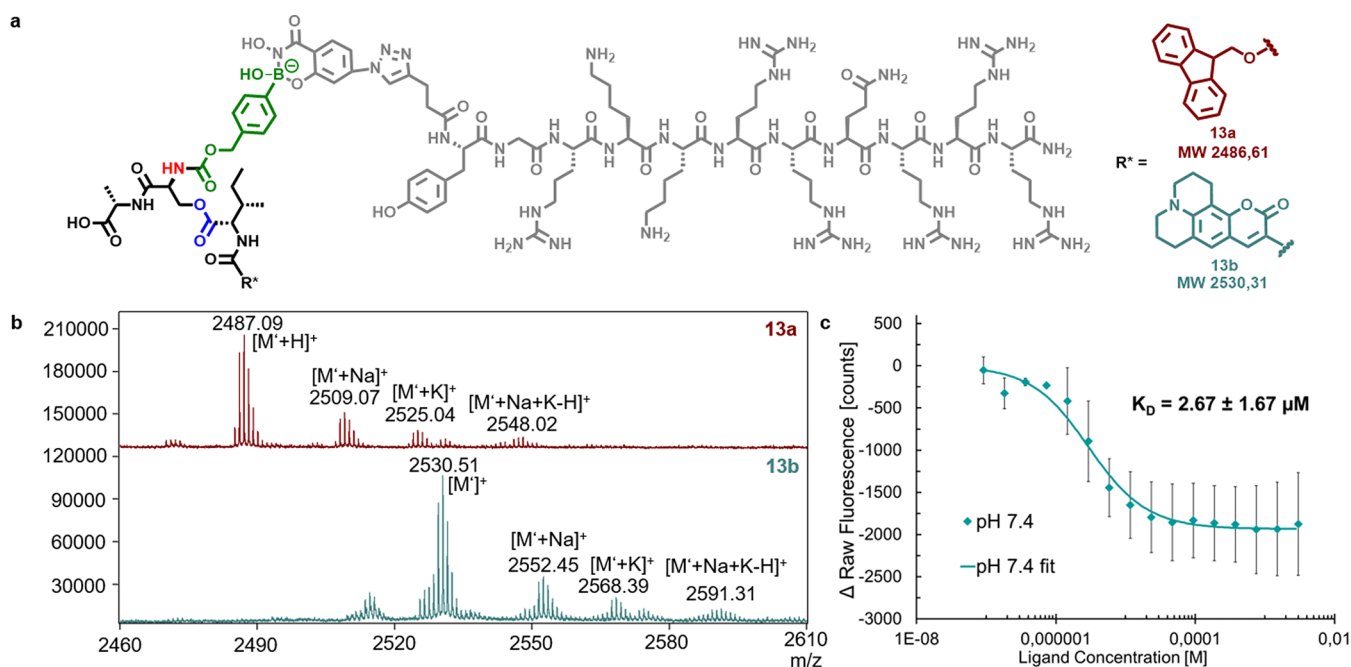 a
O
HO
N
HO-B
⊖
O
N=N
N
O
HN
O
H
N
O
HO
O
HN
O
O
HO
O
NH
O
O
O
O
NH
R*
NH2
HN
NH2
NH
O
NH2
HN
NH2
NH
NH
H2N
NH
NH2
NH
HN
NH2
NH
HN
NH2
NH
HN
NH2
NH2
O
13a
MW 2486,61
R* =
N
O
O
13b
MW 2530,31
b
210000
180000
150000
120000
90000
60000
30000
2487.09
[M‘+H]+
[M‘+Na]+
2509.07
[M‘+K]+
2525.04
[M‘+Na+K-H]+
2548.02
13a
2530.51
[M‘]+
13b
[M‘+Na]+
2552.45
[M‘+K]+
2568.39
[M‘+Na+K-H]+
2591.31
2460
2490
2520
2550
2580
2610
m/z
c
500
0
-500
-1000
-1500
-2000
-2500
-3000
Δ Raw Fluorescence [counts]
KD = 2.67 ± 1.67 µM
pH 7.4
pH 7.4 fit
1E-08
0,000001
0,0001
0,01
Ligand Concentration [M]